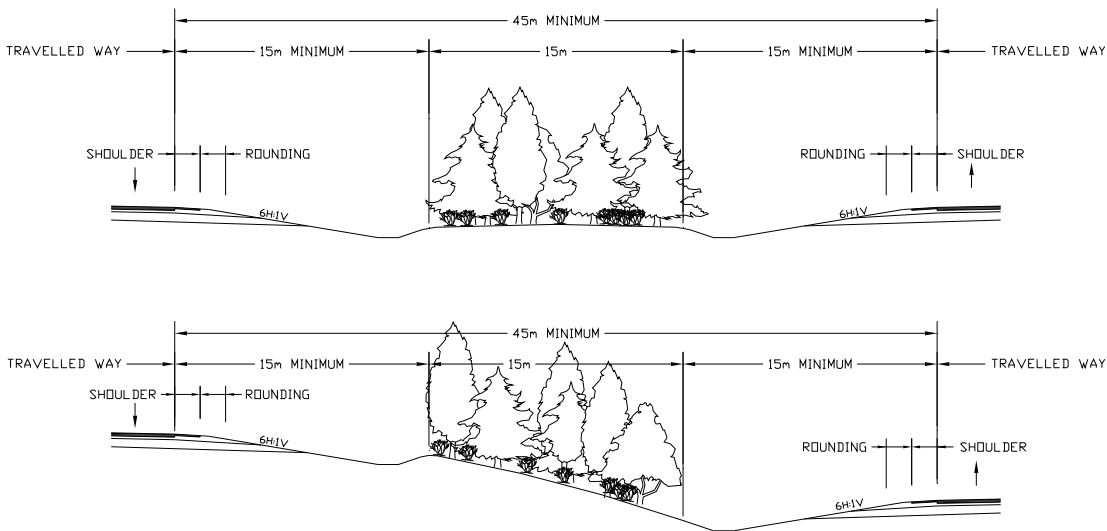 45m MINIMUM
TRAVELLED WAY 15m MINIMUM 15m 15m MINIMUM TRAVELLED WAY
SHOULDER ROUNDING ROUNDING SHOULDER
6H:1V 6H:1V
45m MINIMUM
TRAVELLED WAY 15m MINIMUM 15m 15m MINIMUM TRAVELLED WAY
SHOULDER ROUNDING
6H:1V
ROUNDING SHOULDER
6H:1V